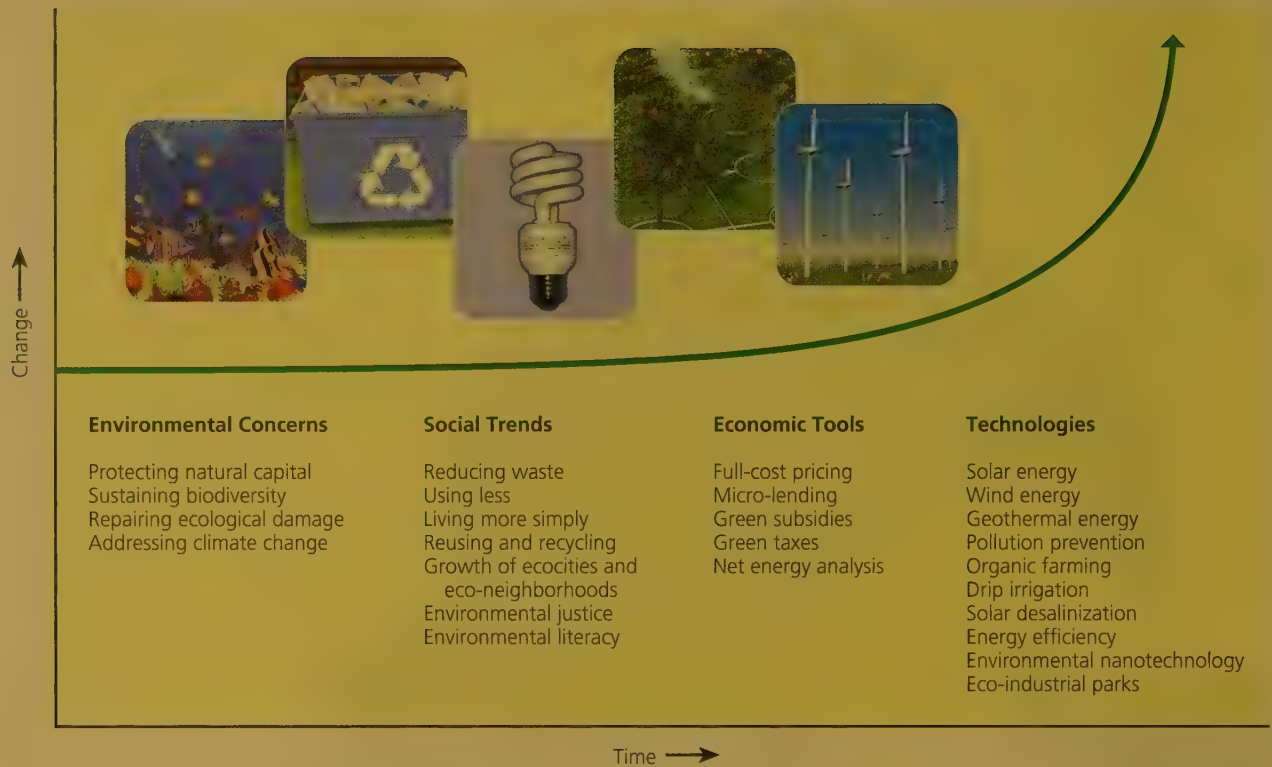 Change
Environmental Concerns
Protecting natural capital
Sustaining biodiversity
Repairing ecological damage
Addressing climate change
Social Trends
Reducing waste
Using less
Living more simply
Reusing and recycling
Growth of ecocities and
eco-neighborhoods
Environmental justice
Environmental literacy
Economic Tools
Full-cost pricing
Micro-lending
Green subsidies
Green taxes
Net energy analysis
Technologies
Solar energy
Wind energy
Geothermal energy
Pollution prevention
Organic farming
Drip irrigation
Solar desalinization
Energy efficiency
Environmental nanotechnology
Eco-industrial parks
Time